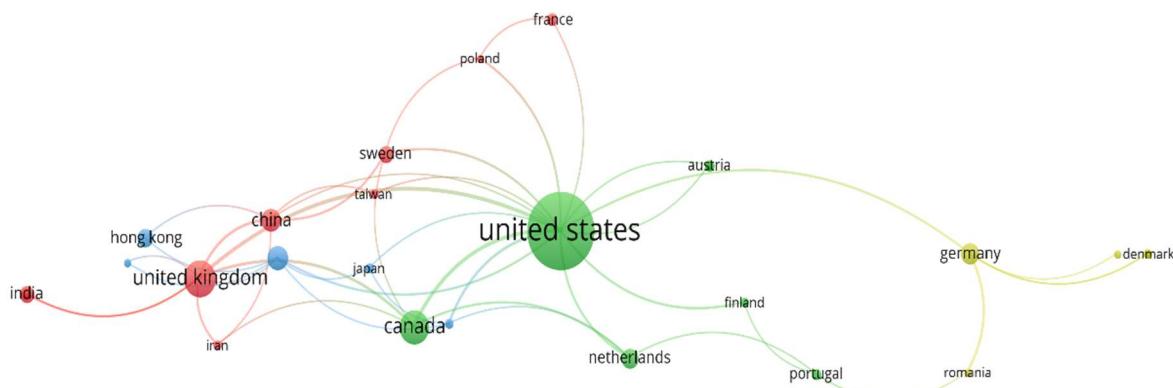 france
poland
sweden
austria
taiwan
china
united states
hong kong
germany
denmark
japan
united kingdom
india
finland
canada
iran
netherlands
portugal
romania